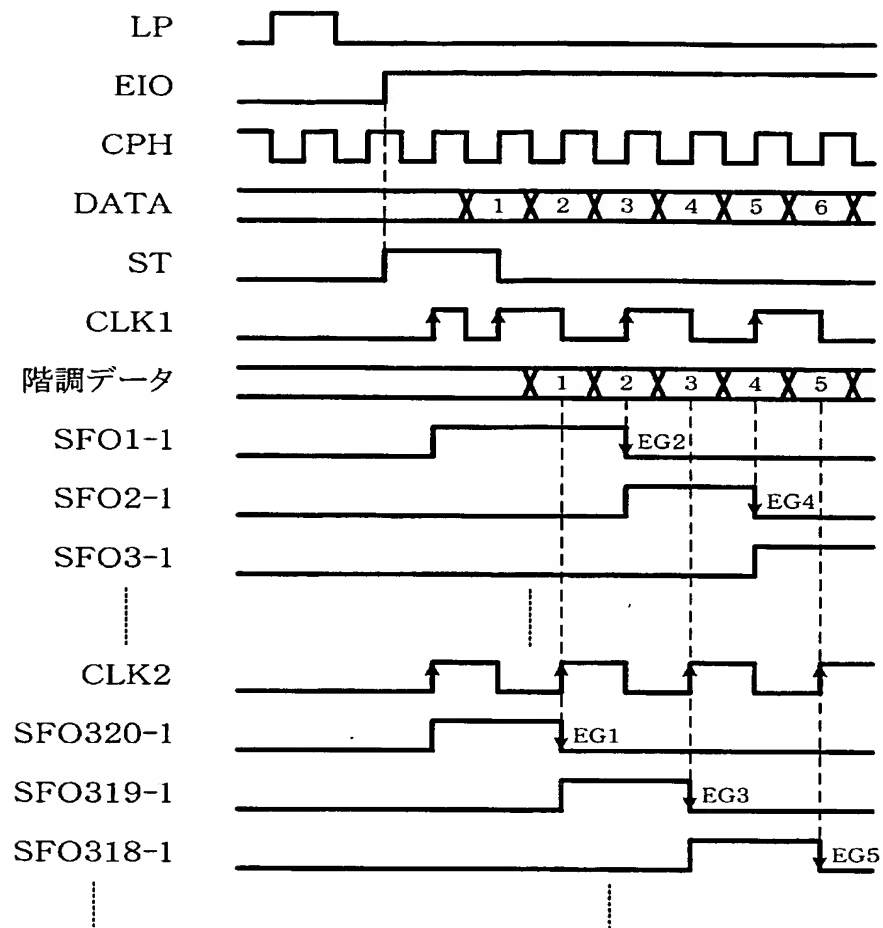 LP
EIO
CPH
DATA 1 2 3 4 5 6
ST
CLK1
階調データ 1 2 3 4 5
SFO1-1 EG2
SFO2-1 EG4
SFO3-1
CLK2
SFO320-1 EG1
SFO319-1 EG3
SFO318-1 EG5